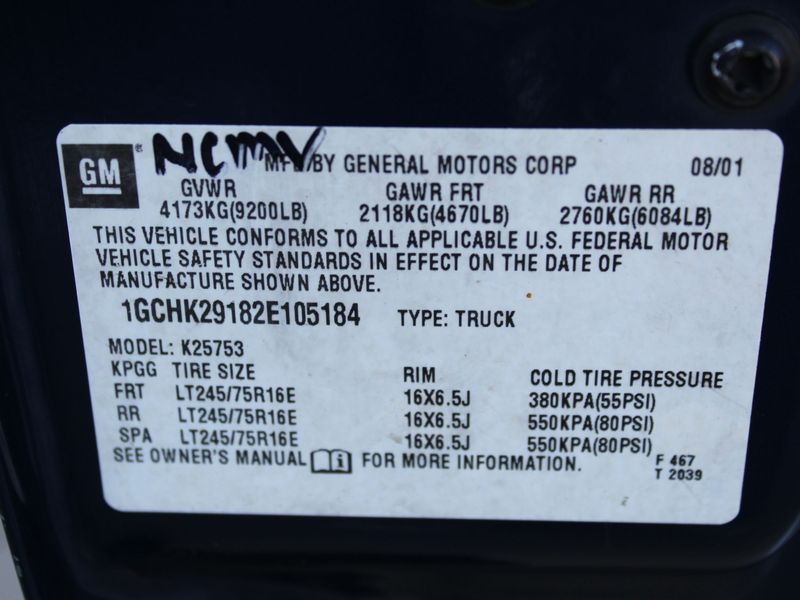 GM NCMV MFD BY GENERAL MOTORS CORP 08/01
GVWR GAWR FRT GAWR RR
4173KG(9200LB) 2118KG(4670LB) 2760KG(6084LB)
THIS VEHICLE CONFORMS TO ALL APPLICABLE U.S. FEDERAL MOTOR
VEHICLE SAFETY STANDARDS IN EFFECT ON THE DATE OF
MANUFACTURE SHOWN ABOVE.
1GCHK29182E105184 TYPE: TRUCK
MODEL: K25753
KPGG TIRE SIZE RIM COLD TIRE PRESSURE
FRT LT245/75R16E 16X6.5J 380KPA(55PSI)
RR LT245/75R16E 16X6.5J 550KPA(80PSI)
SPA LT245/75R16E 16X6.5J 550KPA(80PSI)
SEE OWNER'S MANUAL FOR MORE INFORMATION. F 467
T 2039